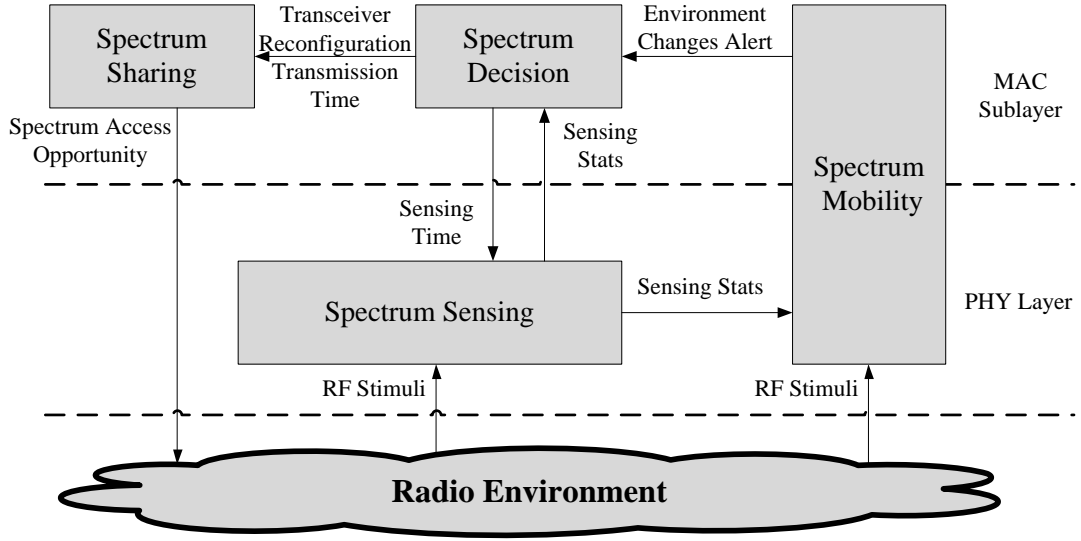 Spectrum
Sharing
Transceiver
Reconfiguration
Transmission
Time
Spectrum
Decision
Environment
Changes Alert
MAC
Sublayer
Spectrum Access
Opportunity
Sensing
Stats
Spectrum
Mobility
Sensing
Time
Spectrum Sensing
Sensing Stats
PHY Layer
RF Stimuli
RF Stimuli
Radio Environment